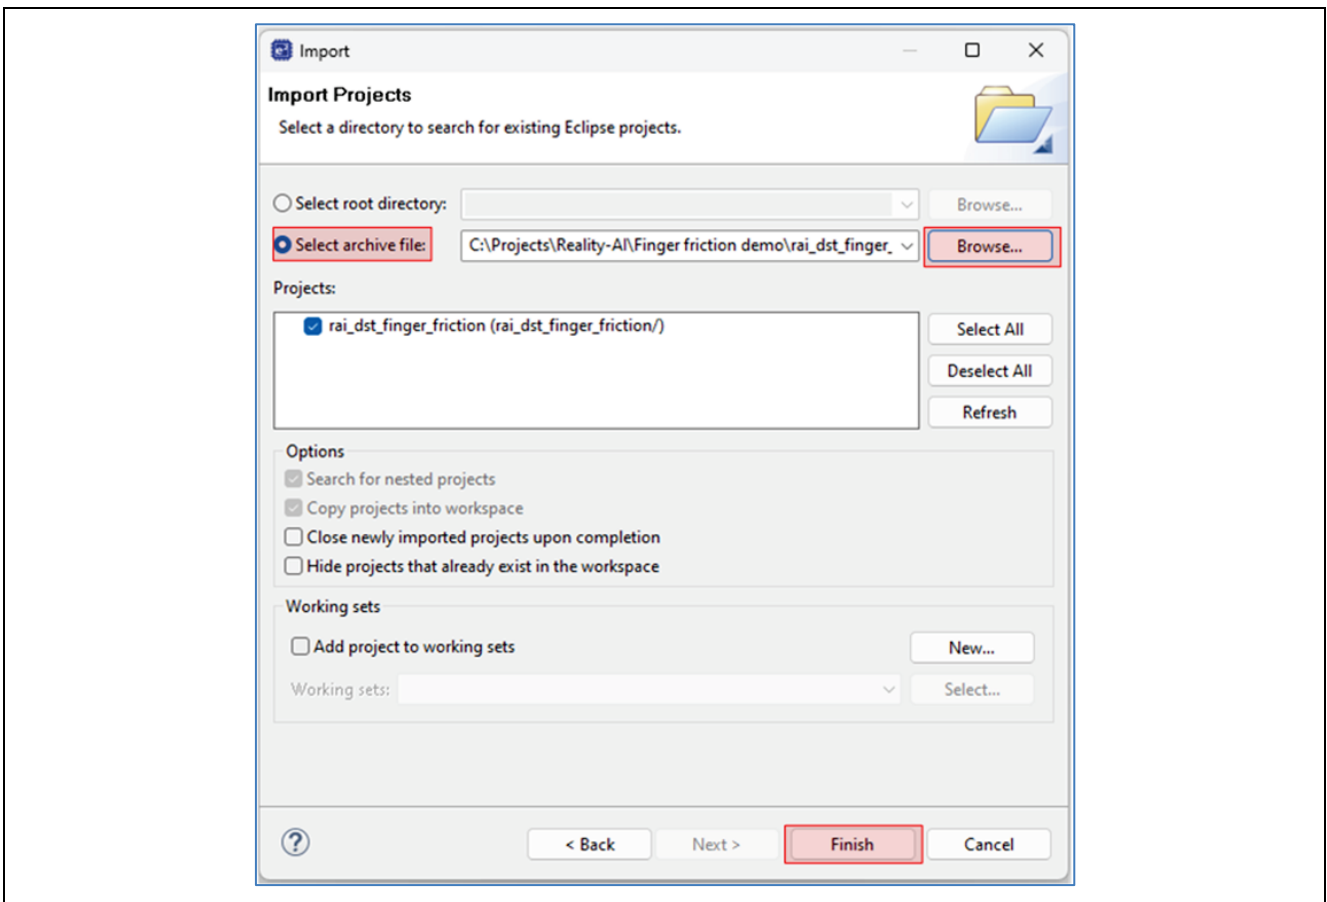 Import
Import Projects
Select a directory to search for existing Eclipse projects.
Select root directory:
Browse...
Select archive file:
C:\Projects\Reality-AI\Finger friction demo\rai_dst_finger_
Browse...
Projects:
rai_dst_finger_friction (rai_dst_finger_friction/)
Select All
Deselect All
Refresh
Options
Search for nested projects
Copy projects into workspace
Close newly imported projects upon completion
Hide projects that already exist in the workspace
Working sets
Add project to working sets
New...
Working sets:
Select...
?
< Back
Next >
Finish
Cancel